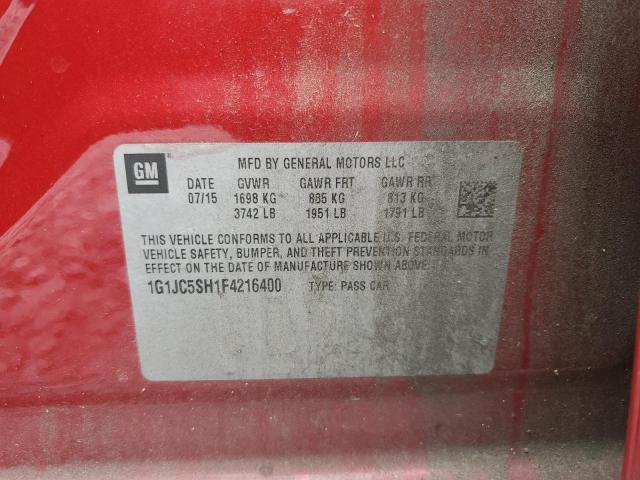 GM
MFD BY GENERAL MOTORS LLC
DATE GVWR GAWR FRT GAWR RR
07/15 1698 KG 885 KG 813 KG
3742 LB 1951 LB 1791 LB
THIS VEHICLE CONFORMS TO ALL APPLICABLE U.S. FEDERAL MOTOR
VEHICLE SAFETY, BUMPER, AND THEFT PREVENTION STANDARDS IN
EFFECT ON THE DATE OF MANUFACTURE SHOWN ABOVE.
1G1JC5SH1F4216400 TYPE: PASS CAR